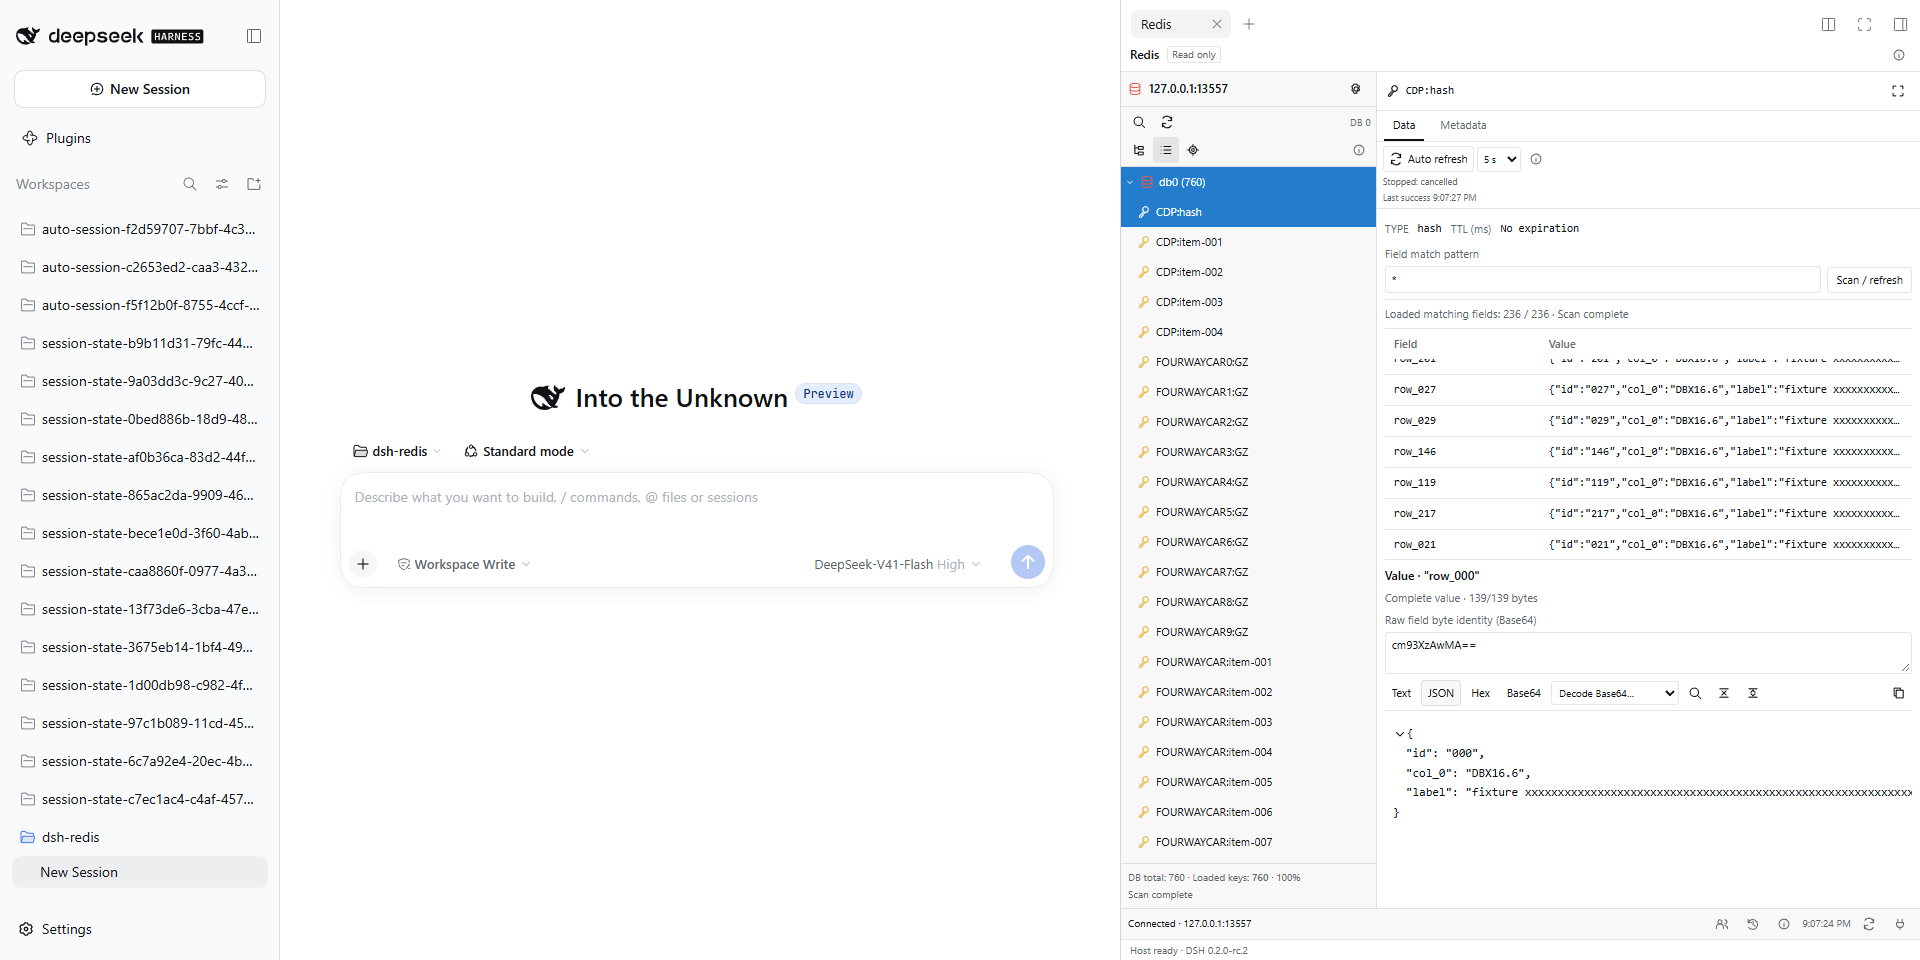 deepseek HARNESS
New Session
Plugins
Workspaces
auto-session-f2d59707-7bbf-4c3...
auto-session-c2653ed2-caa3-432...
auto-session-f5f12b0f-8755-4ccf-...
session-state-b9b11d31-79fc-44...
session-state-9a03dd3c-9c27-40...
session-state-0bed886b-18d9-48...
session-state-af0b36ca-83d2-44f...
session-state-865ac2da-9909-46...
session-state-bece1e0d-3f60-4ab...
session-state-caa8860f-0977-4a3...
session-state-13f73de6-3cba-47e...
session-state-3675eb14-1bf4-49...
session-state-1d00db98-c982-4f...
session-state-97c1b089-11cd-45...
session-state-6c7a92e4-20ec-4b...
session-state-c7ec1ac4-c4af-457...
dsh-redis
New Session
Settings
Into the Unknown Preview
dsh-redis Standard mode
Describe what you want to build, / commands, @ files or sessions
Workspace Write DeepSeek-V41-Flash High
Redis
Redis Read only
127.0.0.1:13557
DB 0
db0 (760)
CDP:hash
CDP:item-001
CDP:item-002
CDP:item-003
CDP:item-004
FOURWAYCAR0:GZ
FOURWAYCAR1:GZ
FOURWAYCAR2:GZ
FOURWAYCAR3:GZ
FOURWAYCAR4:GZ
FOURWAYCAR5:GZ
FOURWAYCAR6:GZ
FOURWAYCAR7:GZ
FOURWAYCAR8:GZ
FOURWAYCAR9:GZ
FOURWAYCAR:item-001
FOURWAYCAR:item-002
FOURWAYCAR:item-003
FOURWAYCAR:item-004
FOURWAYCAR:item-005
FOURWAYCAR:item-006
FOURWAYCAR:item-007
DB total: 760 · Loaded keys: 760 · 100%
Scan complete
CDP:hash
Data Metadata
Auto refresh 5 s
Stopped: cancelled
Last success 9:07:27 PM
TYPE hash TTL (ms) No expiration
Field match pattern
* Scan / refresh
Loaded matching fields: 236 / 236 · Scan complete
Field Value
row_201 {"id":"201","col_0":"DBX16.6","label":"fixture xxxxxxxxxx...
row_027 {"id":"027","col_0":"DBX16.6","label":"fixture xxxxxxxxxx...
row_029 {"id":"029","col_0":"DBX16.6","label":"fixture xxxxxxxxxx...
row_146 {"id":"146","col_0":"DBX16.6","label":"fixture xxxxxxxxxx...
row_119 {"id":"119","col_0":"DBX16.6","label":"fixture xxxxxxxxxx...
row_217 {"id":"217","col_0":"DBX16.6","label":"fixture xxxxxxxxxx...
row_021 {"id":"021","col_0":"DBX16.6","label":"fixture xxxxxxxxxx...
Value · "row_000"
Complete value · 139/139 bytes
Raw field byte identity (Base64)
cm93XzAwMA==
Text JSON Hex Base64 Decode Base64...
{
"id": "000",
"col_0": "DBX16.6",
"label": "fixture xxxxxxxxxxxxxxxxxxxxxxxxxxxxxxxxxxxxxxxxxxxxxxxxxxxxxxxxxxx
}
Connected · 127.0.0.1:13557 9:07:24 PM
Host ready · DSH 0.2.0-rc.2